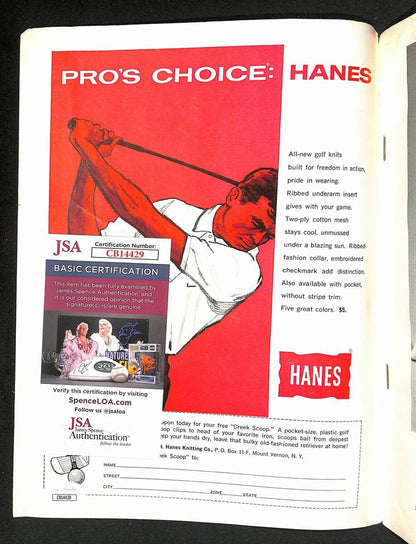 PRO'S CHOICE: HANES
All-new golf knits
built for freedom in action,
pride in wearing.
Ribbed underarm insert
gives with your game.
Two-ply cotton mesh
stays cool, unmussed
under a blazing sun. Ribbed
fashion collar, embroidered
checkmark add distinction.
Also available with pocket,
without stripe trim.
Five great colors. $5.
HANES
®
JSA
Certification Number:
CB14429
BASIC CERTIFICATION
This item has been fully examined by
James Spence Authentication, and
it is our considered opinion that the
signature(s) is/are genuine.
Verify this certification by visiting
SpenceLOA.com
Follow us @jsaloa
JSA
James Spence
Authentication
follow the leader
upon today for your free "Creek Scoop." A pocket-size, plastic golf
oop clips to head of your favorite iron, scoops ball from deepest
eep your hands dry, leave that bulky old-fashioned retriever at home!
H. Hanes Knitting Co., P. O. Box 11-F, Mount Vernon, N. Y.
eek Scoop" to:
NAME
STREET
CITY ZONE STATE
CB14429